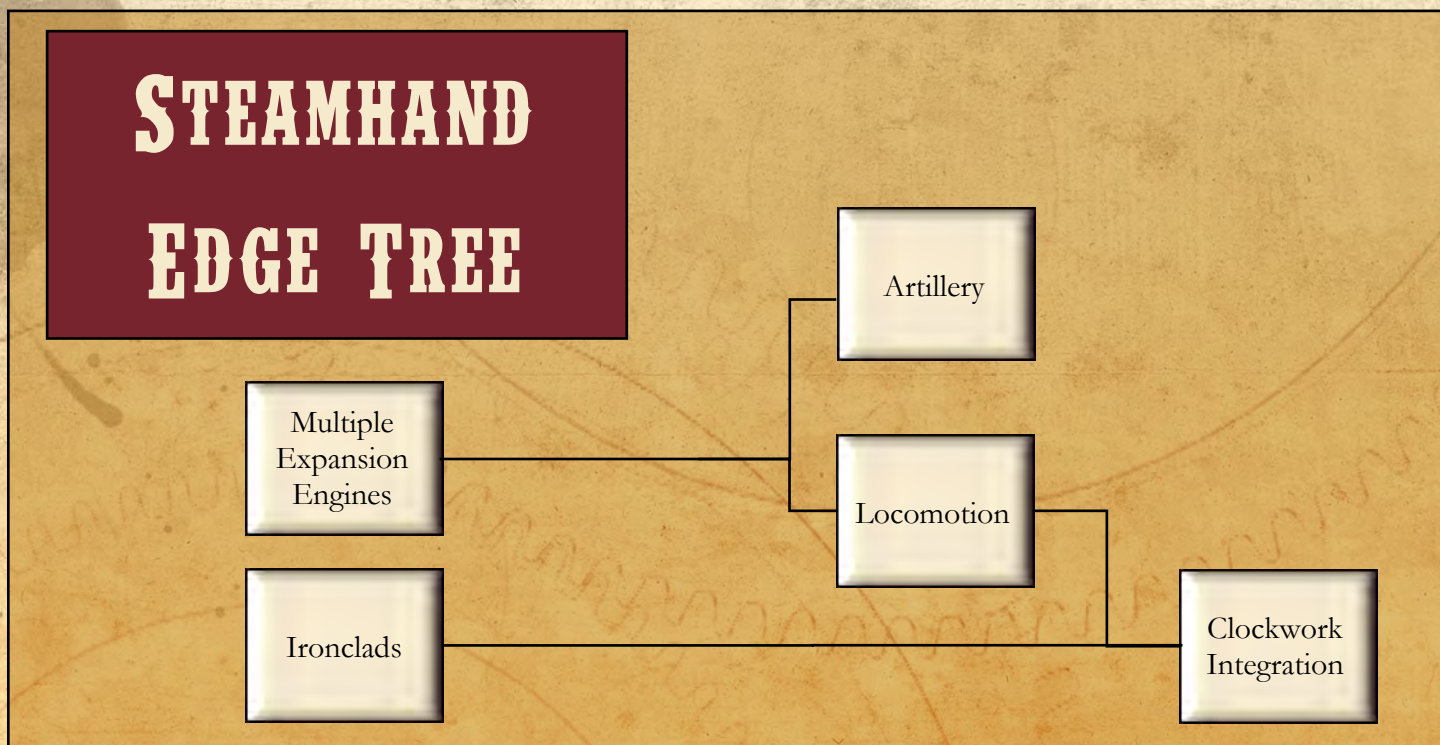 Steamhand
Edge Tree
Artillery
Multiple
Expansion
Engines
Locomotion
Ironclads
Clockwork
Integration